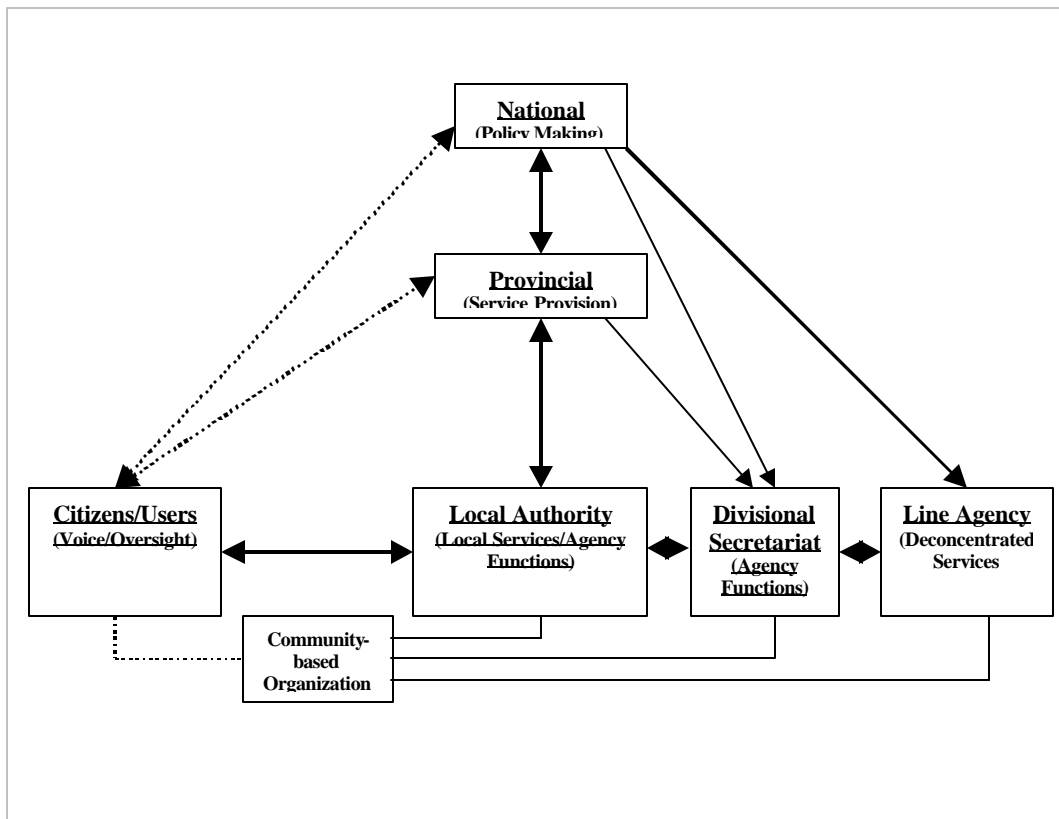 National
(Policy Making)
Provincial
(Service Provision)
Citizens/Users
(Voice/Oversight)
Local Authority
(Local Services/Agency
Functions)
Divisional
Secretariat
(Agency
Functions)
Line Agency
(Deconcentrated
Services
Community-
based
Organization